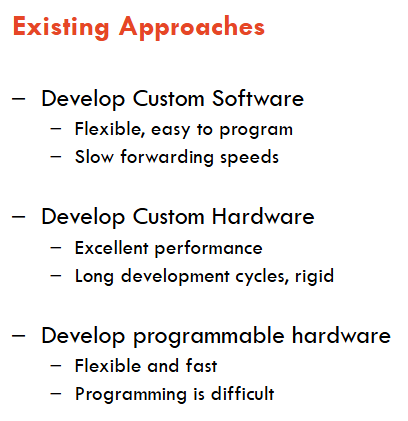 Existing Approaches
– Develop Custom Software
– Flexible, easy to program
– Slow forwarding speeds
– Develop Custom Hardware
– Excellent performance
– Long development cycles, rigid
– Develop programmable hardware
– Flexible and fast
– Programming is difficult